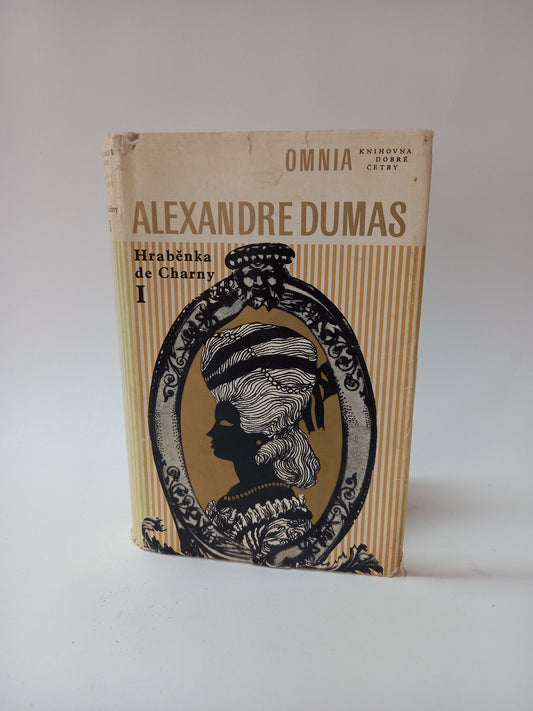 OMNIA
KNIHOVNA
DOBRÉ
ČETBY
ALEXANDRE DUMAS
Hraběnka
de Charny
I